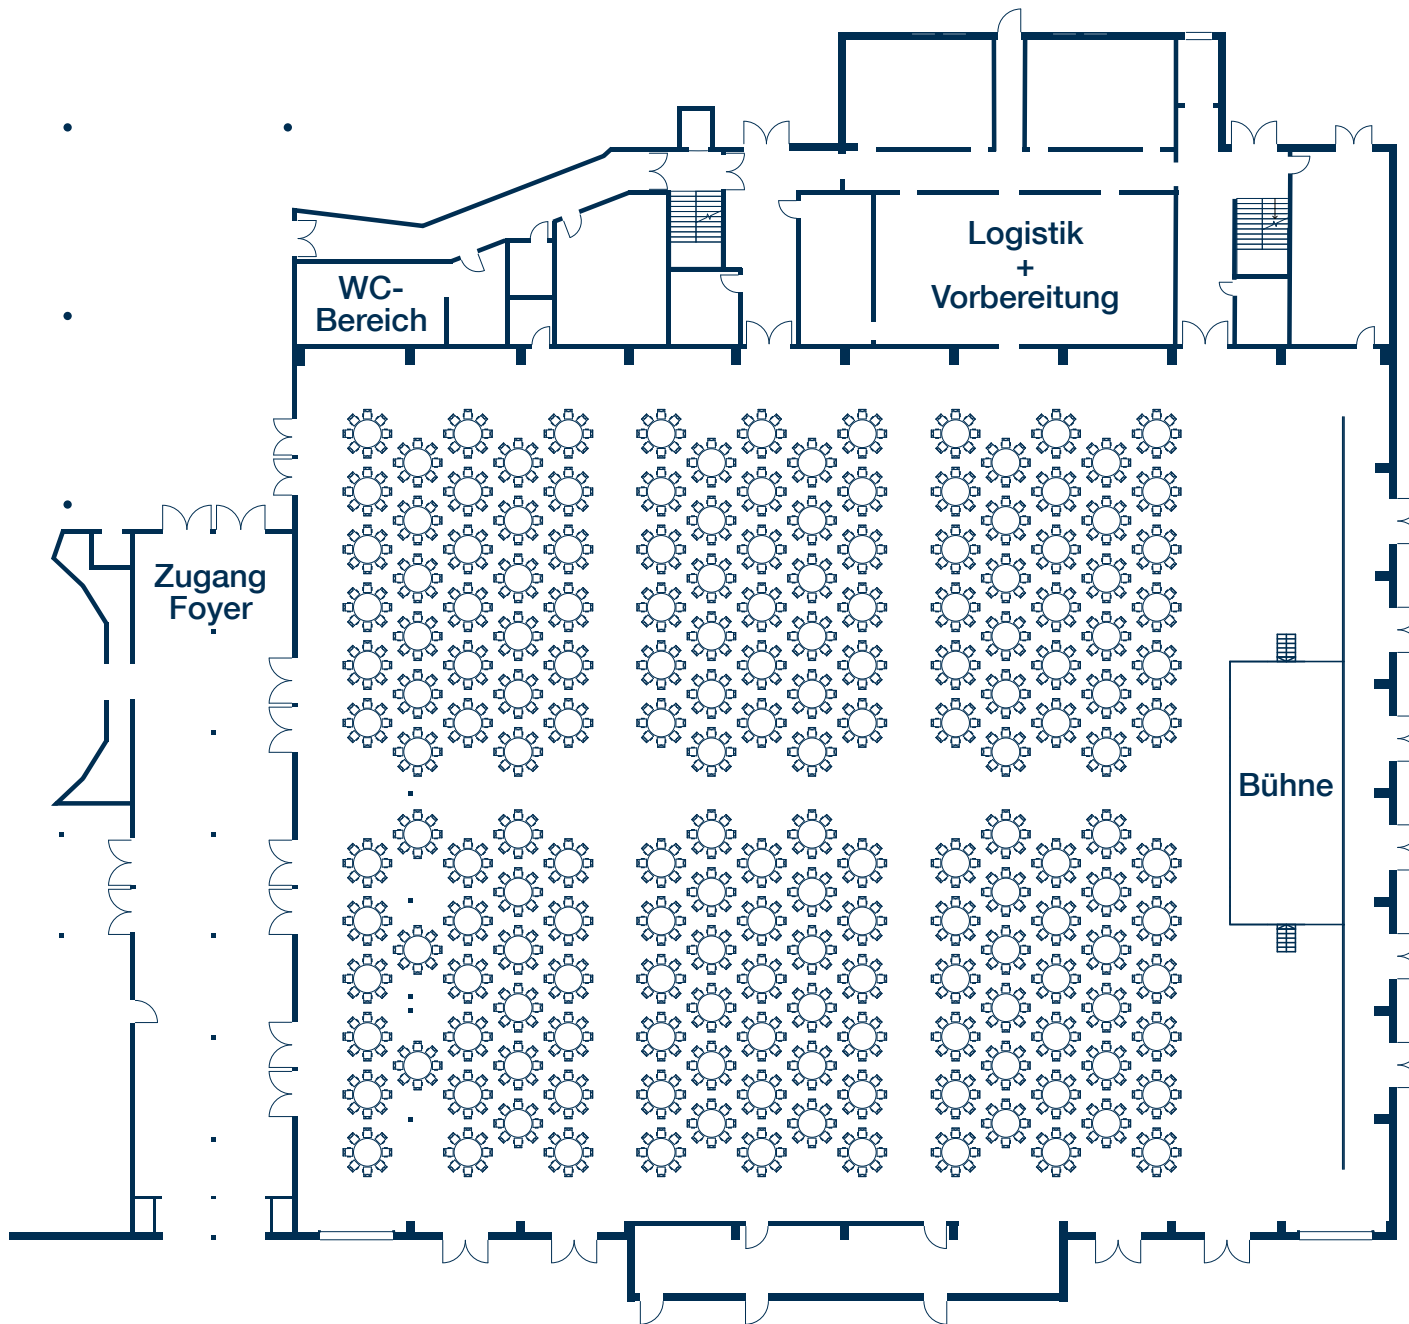 Logistik
+
Vorbereitung
WC-
Bereich
Zugang
Foyer
Bühne